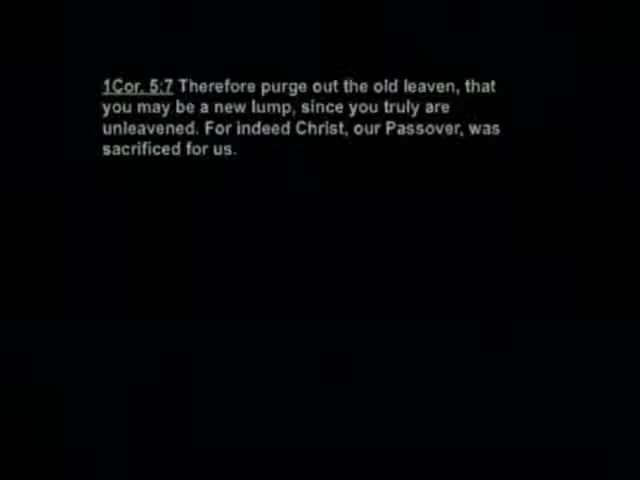 1Cor. 5:7 Therefore purge out the old leaven, that
you may be a new lump, since you truly are
unleavened. For indeed Christ, our Passover, was
sacrificed for us.